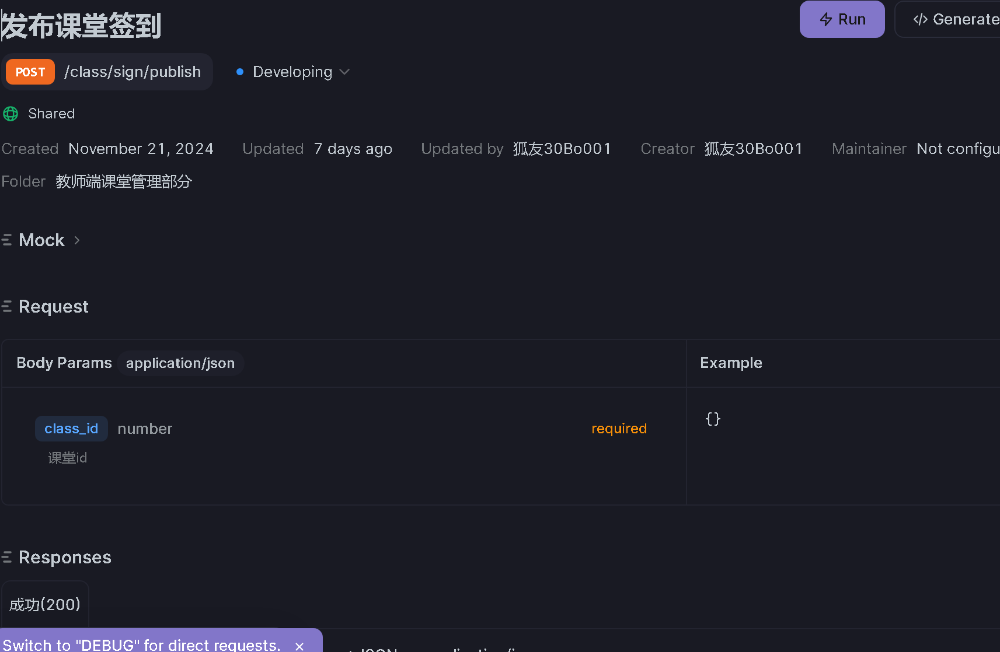 发布课堂签到
Run
</> Generate
POST /class/sign/publish
Developing
Shared
Created November 21, 2024 Updated 7 days ago Updated by 狐友30Bo001 Creator 狐友30Bo001 Maintainer Not configu
Folder 教师端课堂管理部分
Mock
Request
Body Params application/json
Example
class_id number required
{}
课堂id
Responses
成功(200)
Switch to "DEBUG" for direct requests. ×